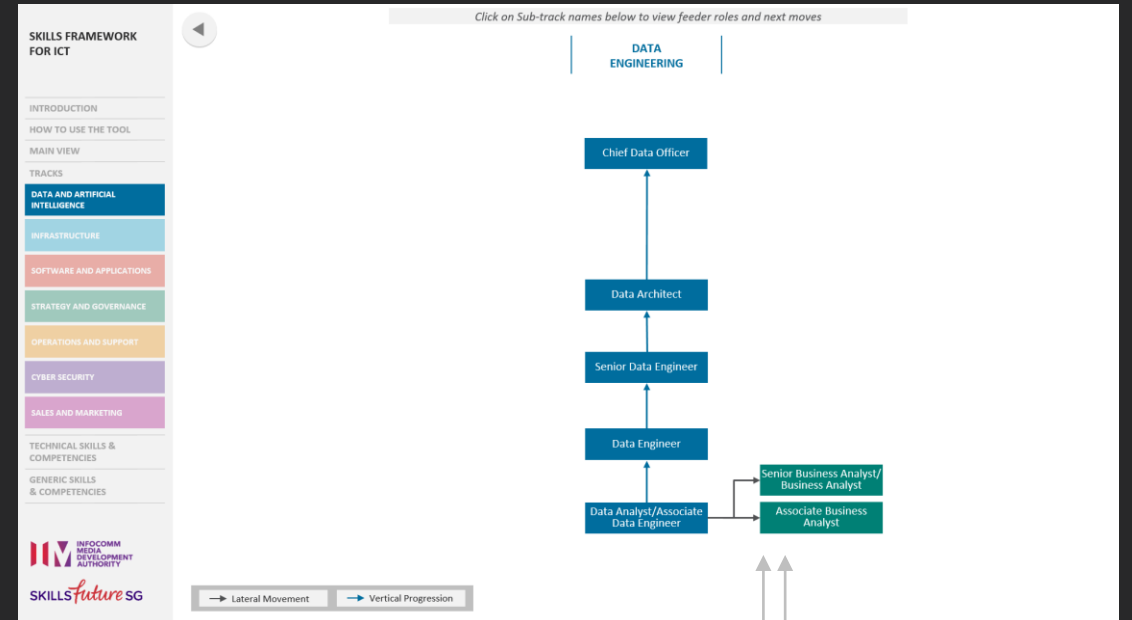 Click on Sub-track names below to view feeder roles and next moves
SKILLS FRAMEWORK
FOR ICT
DATA
ENGINEERING
INTRODUCTION
HOW TO USE THE TOOL
MAIN VIEW
TRACKS
DATA AND ARTIFICIAL
INTELLIGENCE
INFRASTRUCTURE
SOFTWARE AND APPLICATIONS
STRATEGY AND GOVERNANCE
OPERATIONS AND SUPPORT
CYBER SECURITY
SALES AND MARKETING
TECHNICAL SKILLS &
COMPETENCIES
GENERIC SKILLS
& COMPETENCIES
INFOCOMM
MEDIA
DEVELOPMENT
AUTHORITY
SKILLS future SG
Chief Data Officer
Data Architect
Senior Data Engineer
Data Engineer
Data Analyst/Associate
Data Engineer
Senior Business Analyst/
Business Analyst
Associate Business
Analyst
Lateral Movement
Vertical Progression